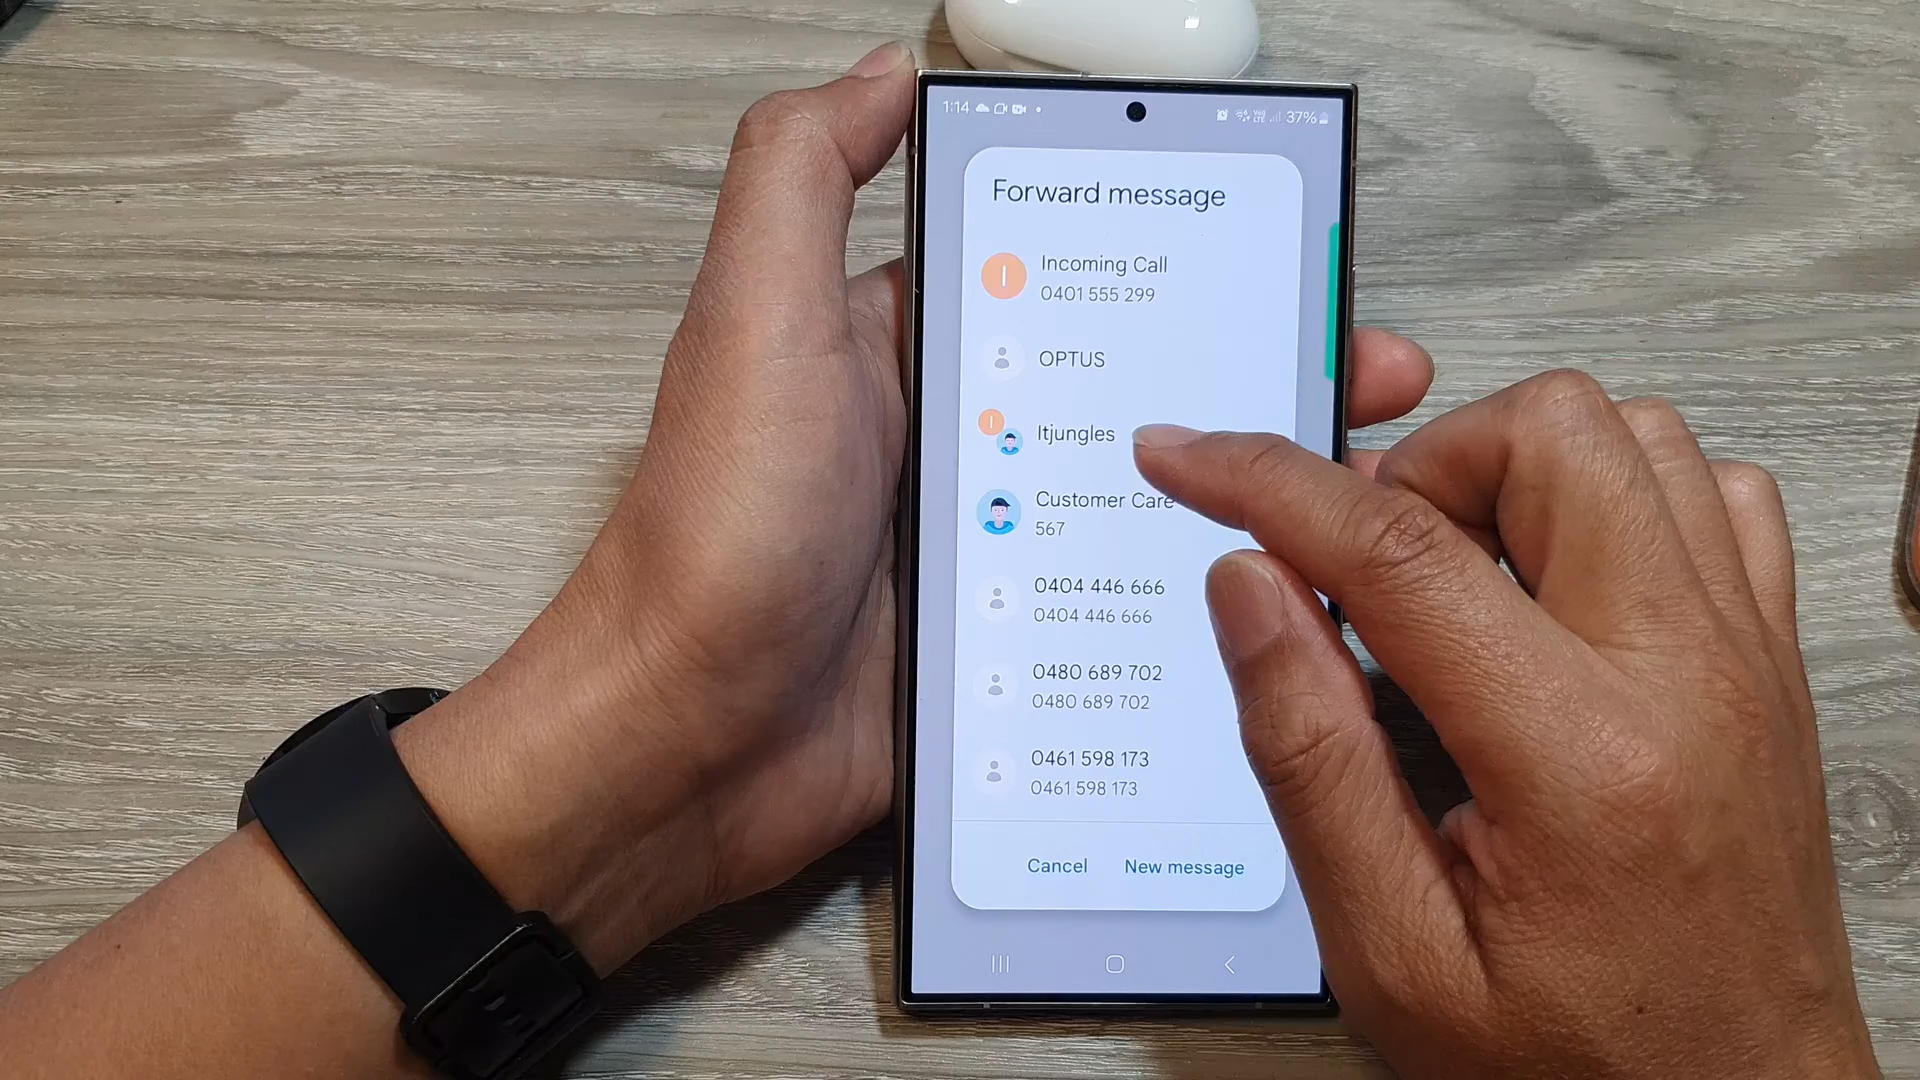 1:14
37%
Forward message
I
Incoming Call
0401 555 299
OPTUS
I
Itjungles
Customer Care
567
0404 446 666
0404 446 666
0480 689 702
0480 689 702
0461 598 173
0461 598 173
Cancel
New message